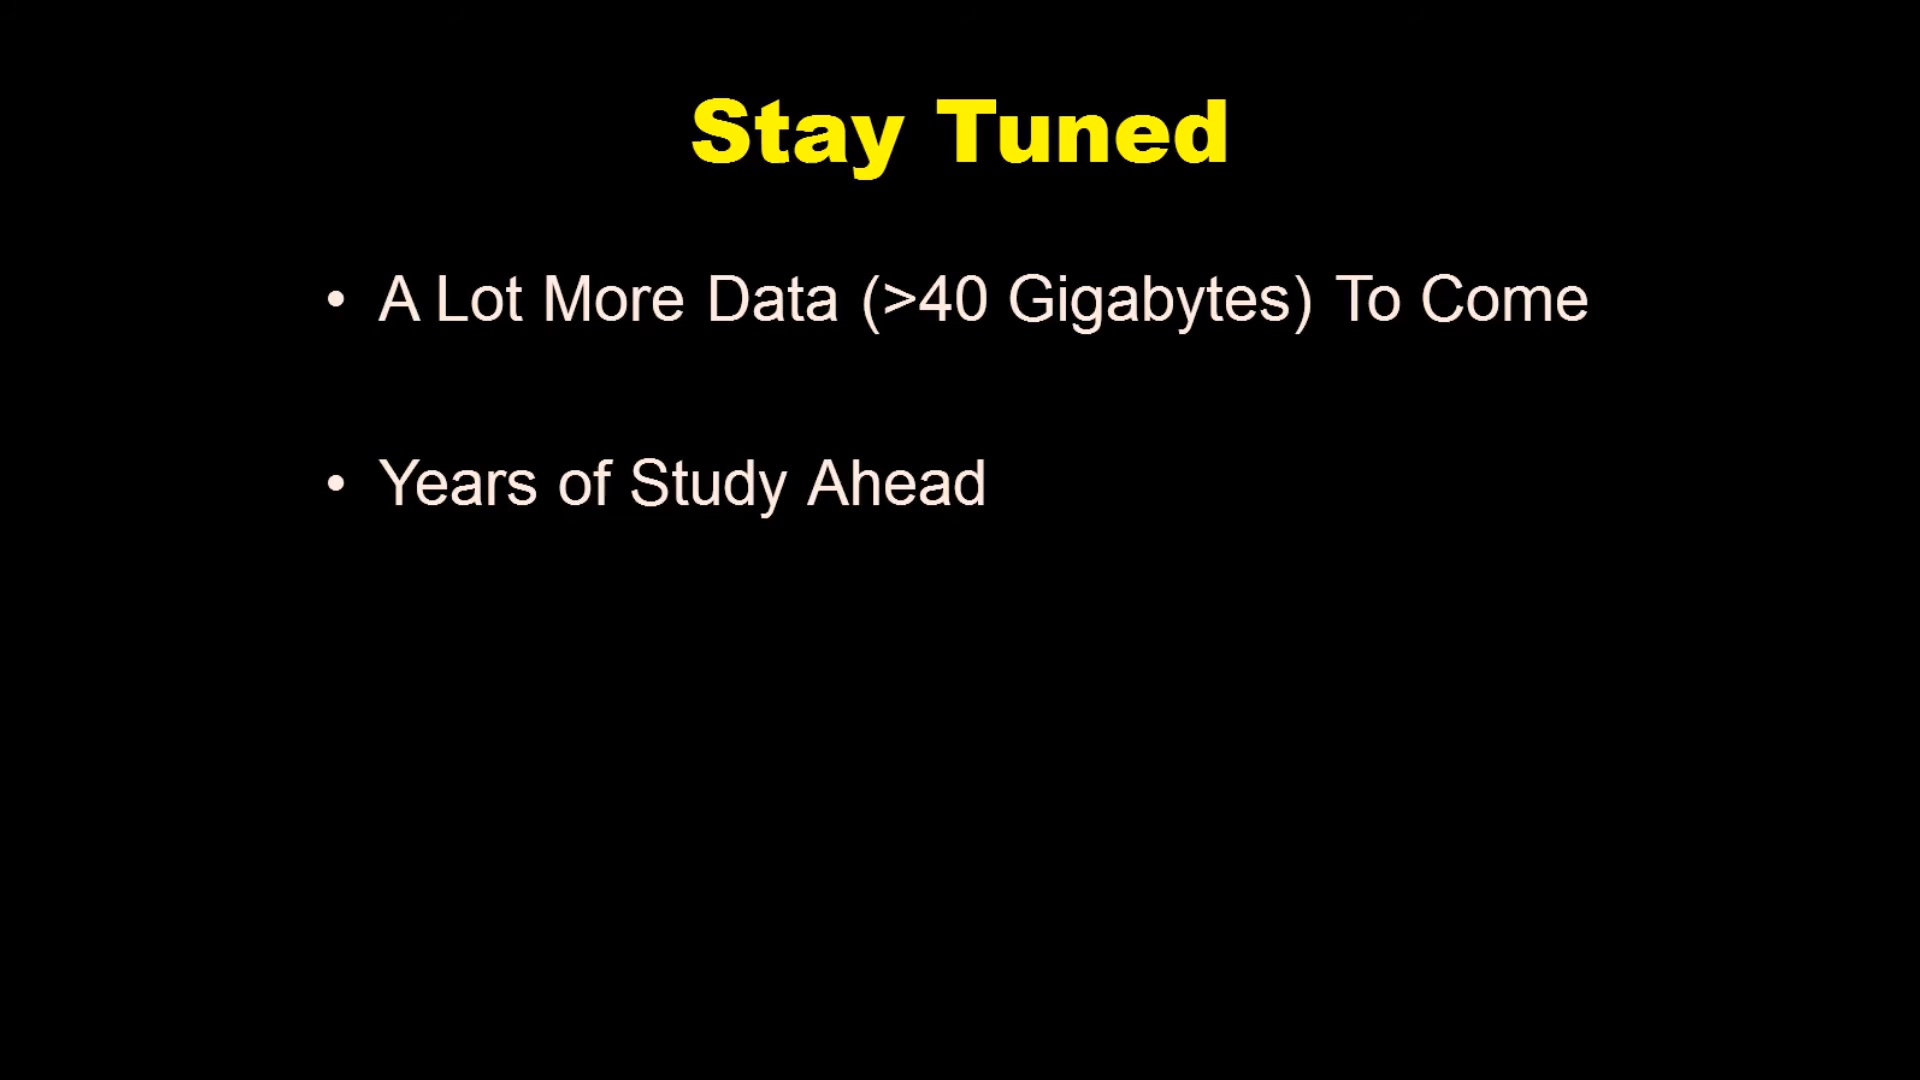 Stay Tuned
• A Lot More Data (>40 Gigabytes) To Come
• Years of Study Ahead